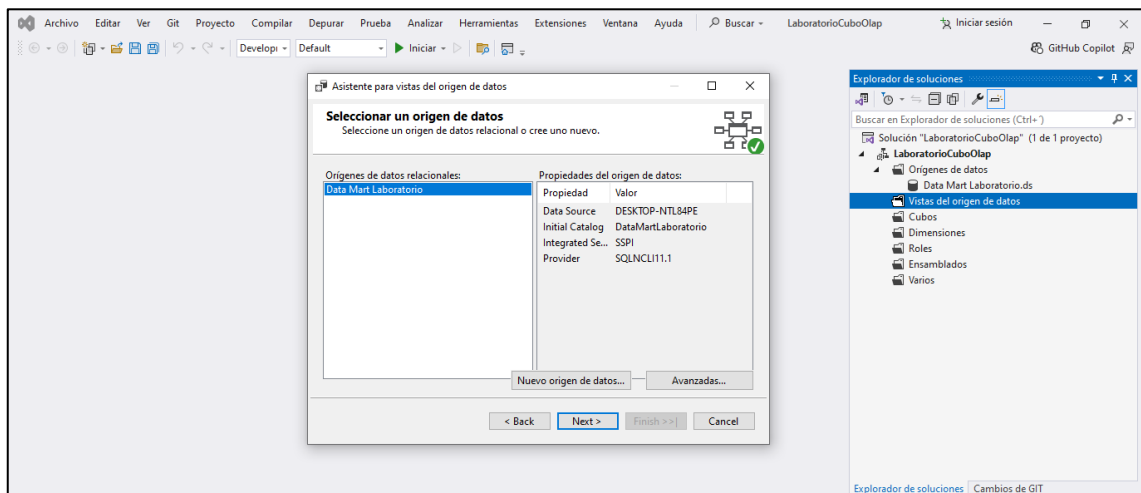 Archivo Editar Ver Git Proyecto Compilar Depurar Prueba Analizar Herramientas Extensiones Ventana Ayuda Buscar LaboratorioCuboOlap Iniciar sesión
Develop Default Iniciar GitHub Copilot
Asistente para vistas del origen de datos
Seleccionar un origen de datos
Seleccione un origen de datos relacional o cree uno nuevo.
Orígenes de datos relacionales:
Data Mart Laboratorio
Propiedades del origen de datos:
Propiedad Valor
Data Source DESKTOP-NTL84PE
Initial Catalog DataMartLaboratorio
Integrated Se... SSPI
Provider SQLNCLI11.1
Nuevo origen de datos... Avanzadas...
< Back Next > Finish >>| Cancel
Explorador de soluciones
Buscar en Explorador de soluciones (Ctrl+´)
Solución "LaboratorioCuboOlap" (1 de 1 proyecto)
LaboratorioCuboOlap
Orígenes de datos
Data Mart Laboratorio.ds
Vistas del origen de datos
Cubos
Dimensiones
Roles
Ensamblados
Varios
Explorador de soluciones Cambios de GIT